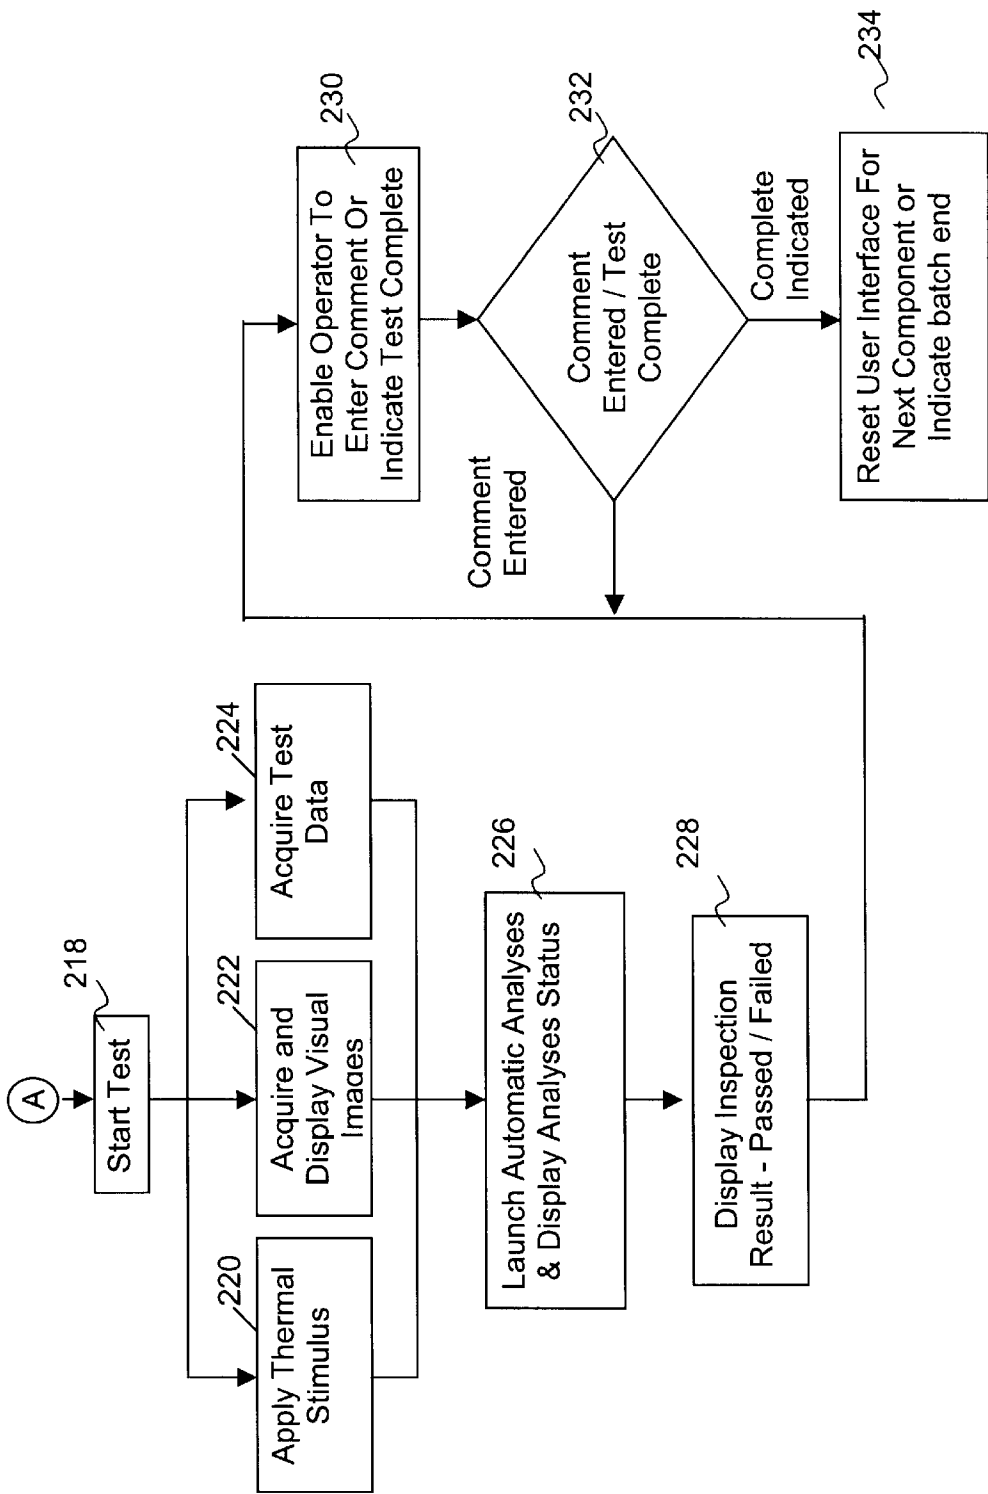 A
Start Test
218
Apply Thermal
Stimulus
220
Acquire and
Display Visual
Images
222
Acquire Test
Data
224
Launch Automatic Analyses
& Display Analyses Status
226
Display Inspection
Result - Passed / Failed
228
Enable Operator To
Enter Comment Or
Indicate Test Complete
230
Comment
Entered / Test
Complete
232
Comment
Entered
Complete
Indicated
Reset User Interface For
Next Component or
Indicate batch end
234